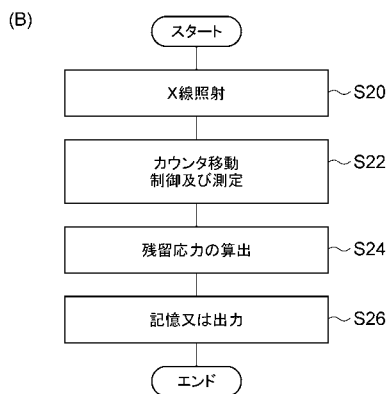 (B)
スタート
X線照射
S20
カウンタ移動
制御及び測定
S22
残留応力の算出
S24
記憶又は出力
S26
エンド